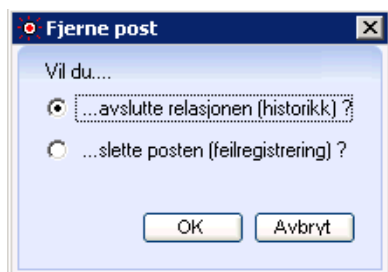 Fjerne post
Vil du....
...avslutte relasjonen (historikk) ?
...slette posten (feilregistrering) ?
OK
Avbryt